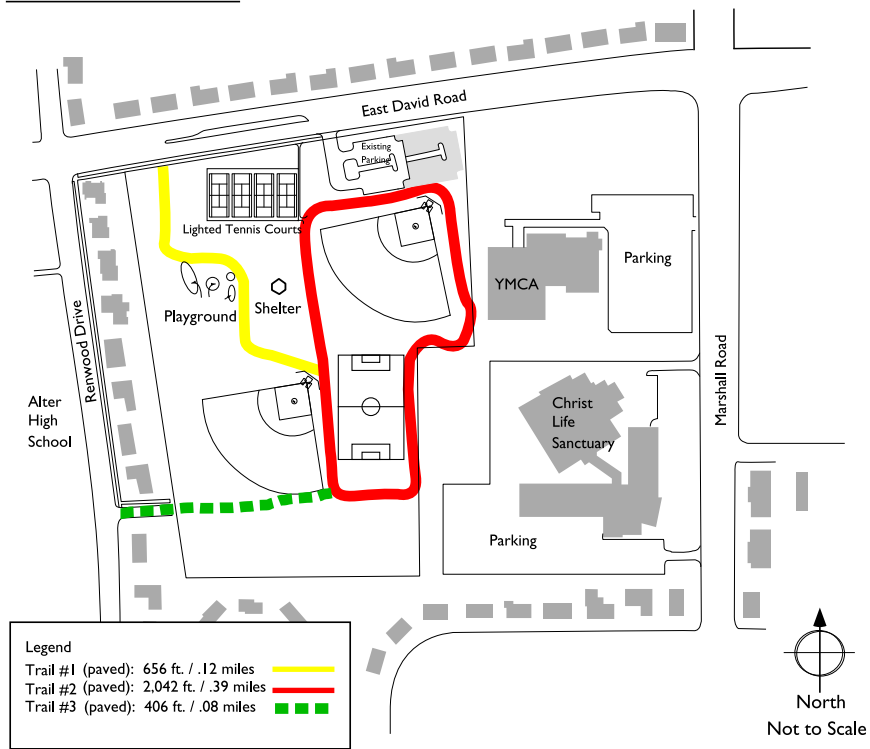 East David Road
Existing
Parking
Lighted Tennis Courts
Playground
Shelter
YMCA
Parking
Renwood Drive
Marshall Road
Alter
High
School
Christ
Life
Sanctuary
Parking
Legend
Trail #1 (paved): 656 ft. / .12 miles
Trail #2 (paved): 2,042 ft. / .39 miles
Trail #3 (paved): 406 ft. / .08 miles
North
Not to Scale